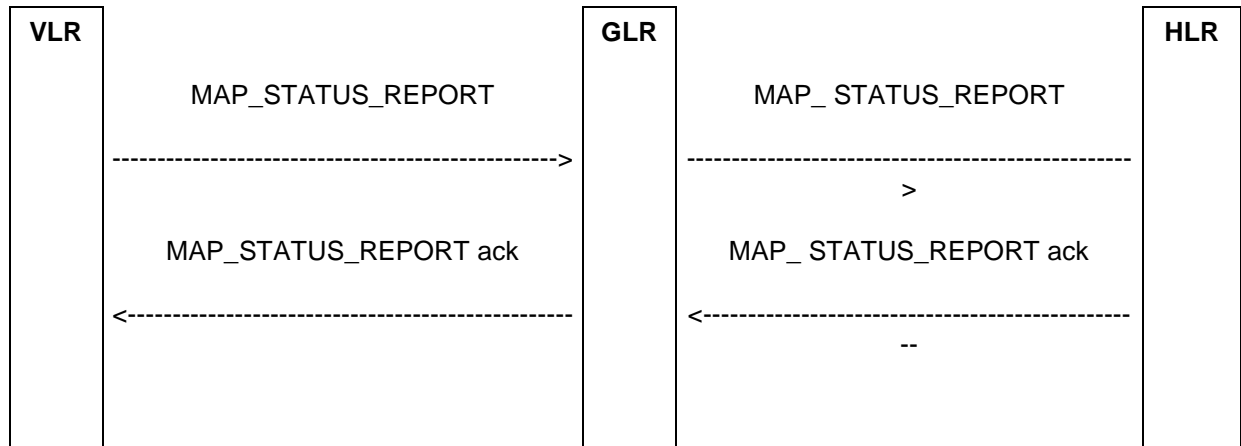 VLR GLR HLR
MAP_STATUS_REPORT MAP_ STATUS_REPORT
--------------------------------------------------> --------------------------------------------------
>
MAP_STATUS_REPORT ack MAP_ STATUS_REPORT ack
<-------------------------------------------------- <------------------------------------------------
--